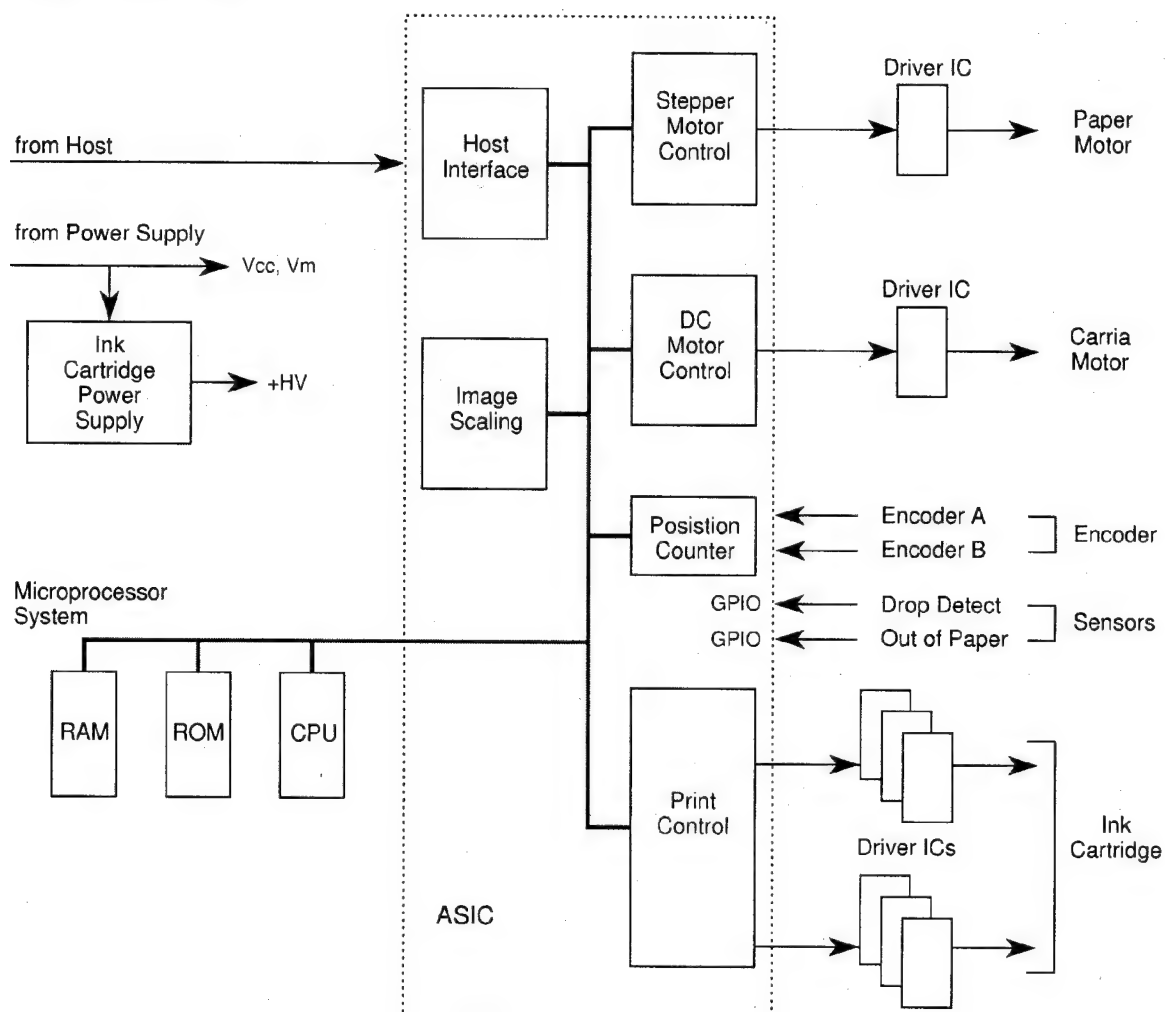 from Host
from Power Supply
Vcc, Vm
Ink
Cartridge
Power
Supply
+HV
Microprocessor
System
RAM
ROM
CPU
Host
Interface
Image
Scaling
ASIC
Stepper
Motor
Control
DC
Motor
Control
Posistion
Counter
GPIO
GPIO
Print
Control
Driver IC
Paper
Motor
Driver IC
Carria
Motor
Encoder A
Encoder B
Encoder
Drop Detect
Out of Paper
Sensors
Driver ICs
Ink
Cartridge